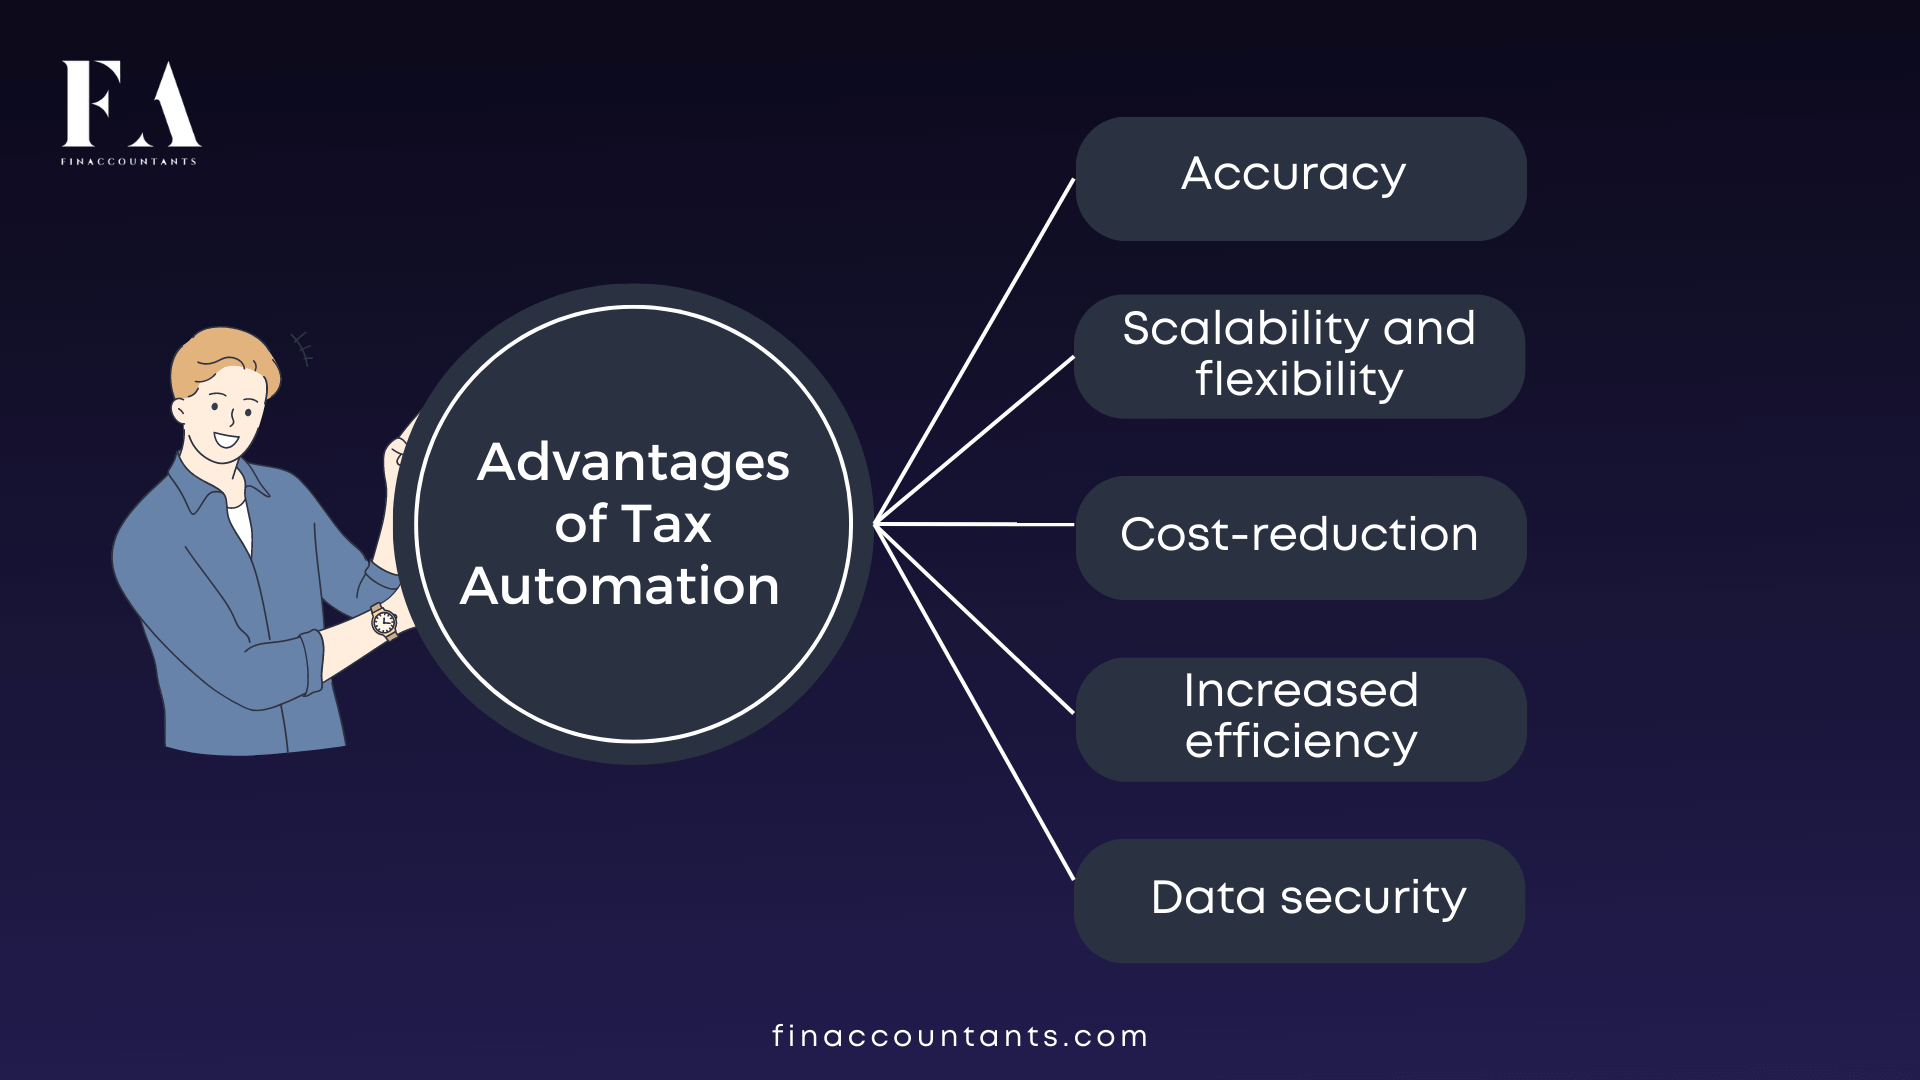 FA
FINACCOUNTANTS
Advantages
of Tax
Automation
Accuracy
Scalability and
flexibility
Cost-reduction
Increased
efficiency
Data security
finaccountants.com